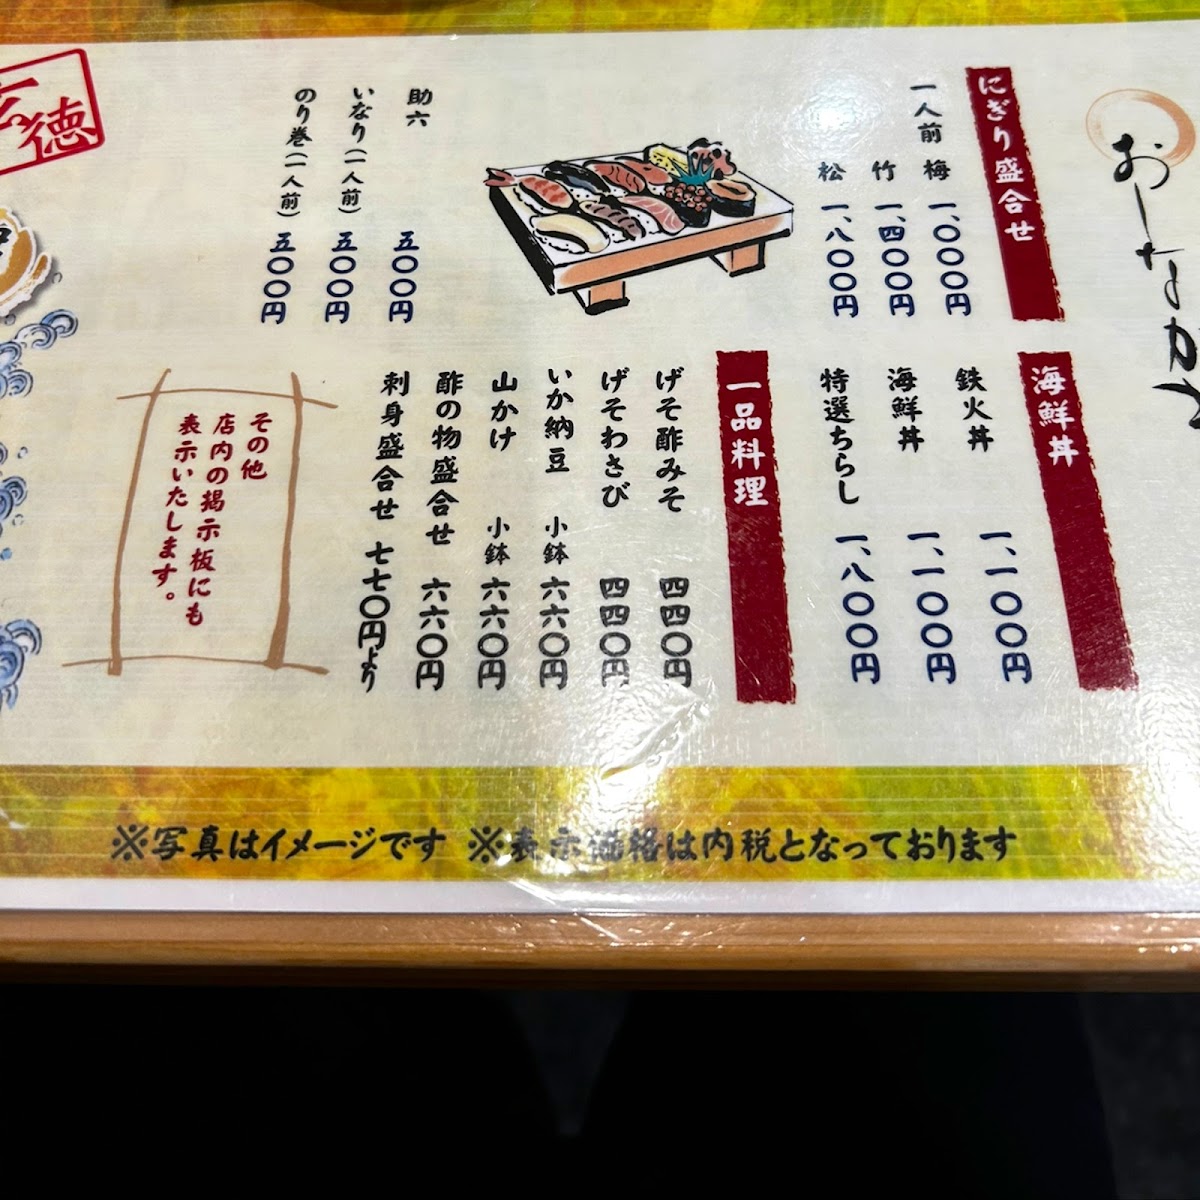 おしながき
にぎり盛合せ
一人前 梅 一、〇〇〇円
竹 一、四〇〇円
松 一、八〇〇円
助六 五〇〇円
いなり(一人前) 五〇〇円
のり巻(一人前) 五〇〇円
海鮮丼
鉄火丼 一、一〇〇円
海鮮丼 一、一〇〇円
特選ちらし 一、八〇〇円
一品料理
げそ酢みそ 四四〇円
げそわさび 四四〇円
いか納豆 小鉢 六六〇円
山かけ 小鉢 六六〇円
酢の物盛合せ 六六〇円
刺身盛合せ 七七〇円より
その他
店内の掲示板にも
表示いたします。
徳
※写真はイメージです ※表示価格は内税となっております